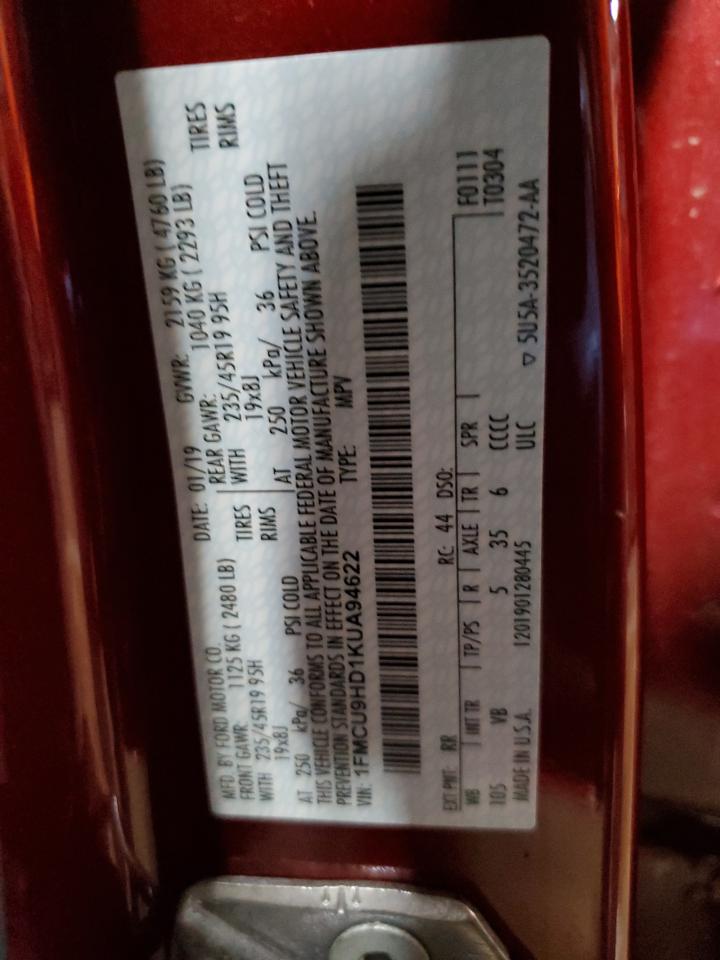 MFD. BY FORD MOTOR CO.
DATE: 01/19 GVWR: 2159 KG ( 4760 LB)
FRONT GAWR: 1125 KG ( 2480 LB) REAR GAWR: 1040 KG ( 2293 LB)
WITH 235/45R19 95H TIRES WITH 235/45R19 95H TIRES
19x8J RIMS 19x8J RIMS
AT 250 kPa/ 36 PSI COLD AT 250 kPa/ 36 PSI COLD
THIS VEHICLE CONFORMS TO ALL APPLICABLE FEDERAL MOTOR VEHICLE SAFETY AND THEFT
PREVENTION STANDARDS IN EFFECT ON THE DATE OF MANUFACTURE SHOWN ABOVE.
VIN: 1FMCU9HD1KUA94622 TYPE: MPV
EXT PNT: RR RC: 44 DSO: F0111
WB INT TR TP/PS R AXLE TR SPR T0304
105 VB 5 35 6 CCCC
MADE IN U.S.A. 1201901280445 ULC ▽ 5U5A-3520472-AA